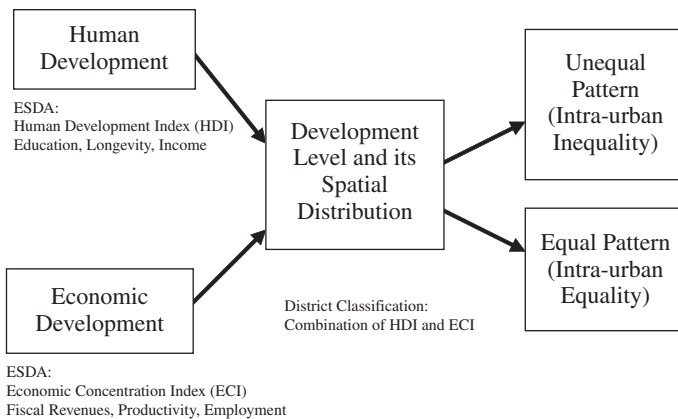 Human
Development
ESDA:
Human Development Index (HDI)
Education, Longevity, Income
Economic
Development
ESDA:
Economic Concentration Index (ECI)
Fiscal Revenues, Productivity, Employment
Development
Level and its
Spatial
Distribution
District Classification:
Combination of HDI and ECI
Unequal
Pattern
(Intra-urban
Inequality)
Equal Pattern
(Intra-urban
Equality)